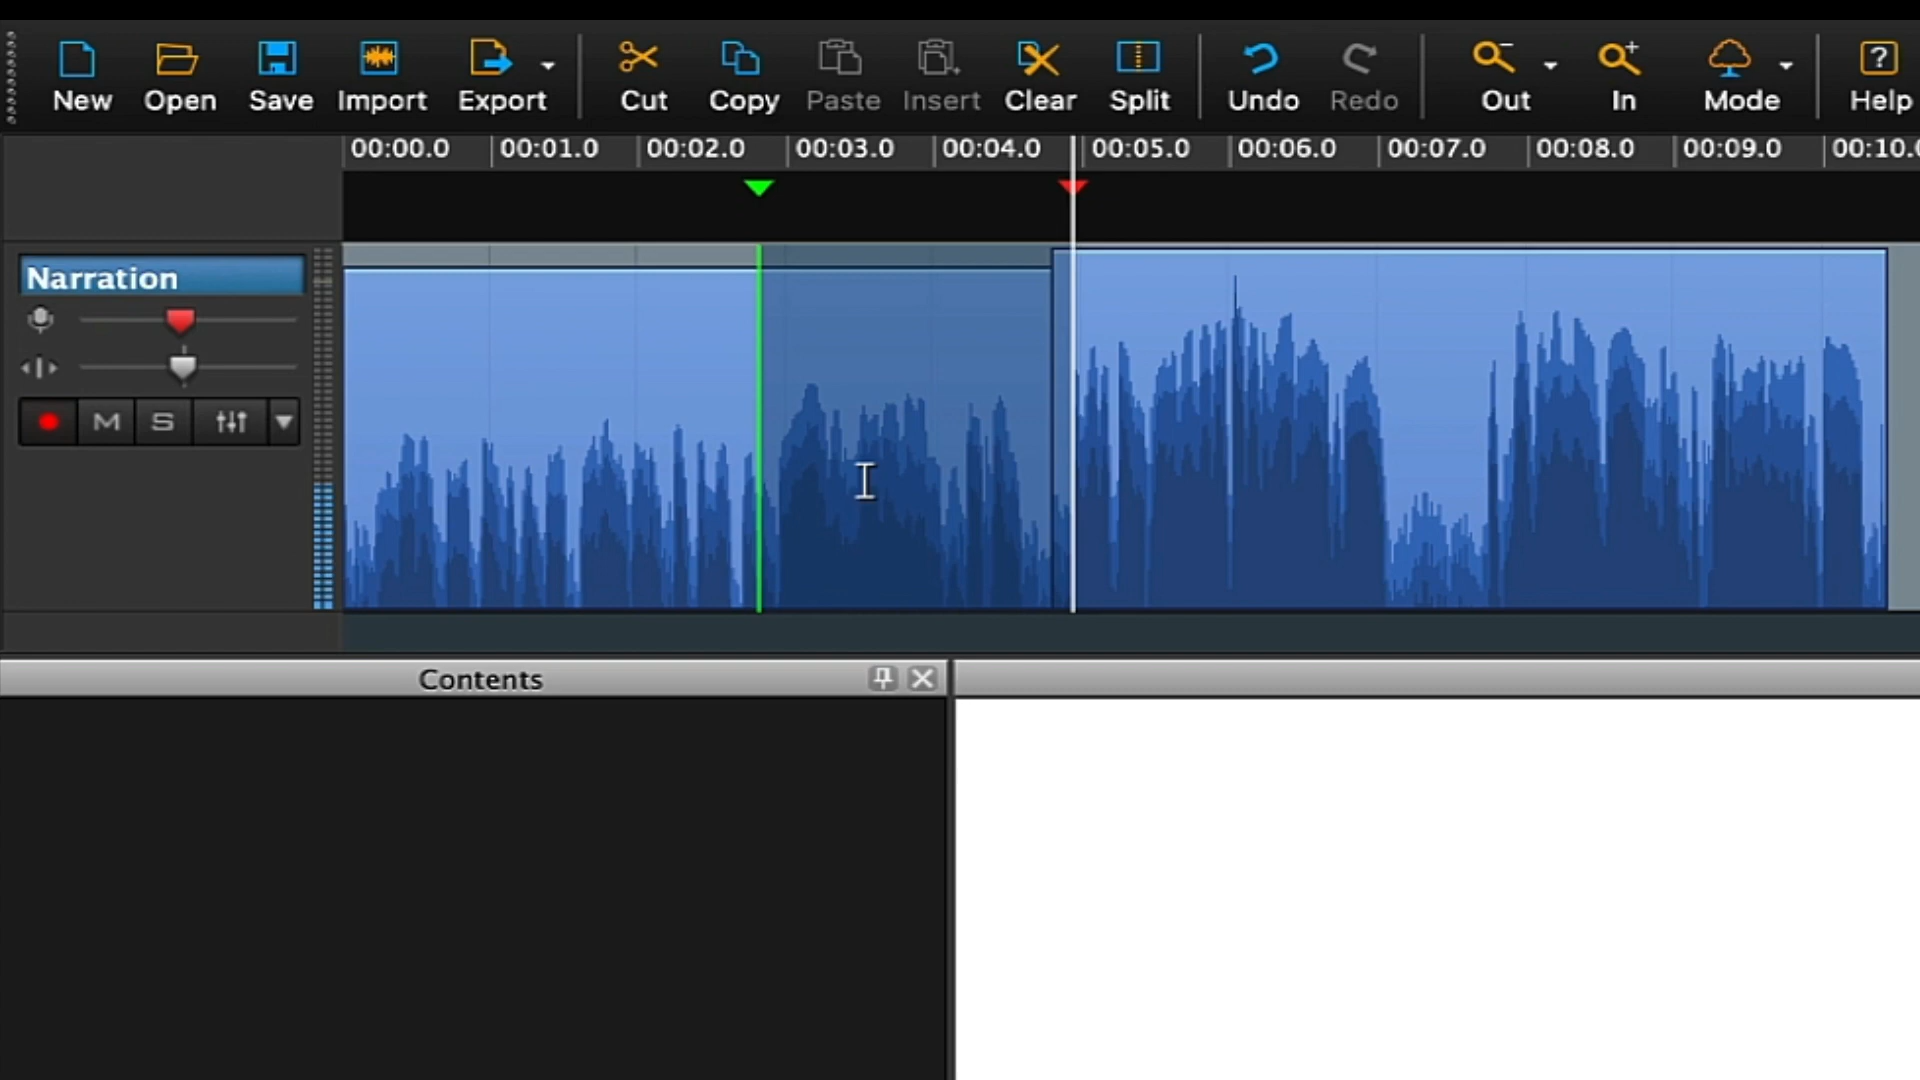 New Open Save Import Export Cut Copy Paste Insert Clear Split Undo Redo Out In Mode Help
00:00.0 00:01.0 00:02.0 00:03.0 00:04.0 00:05.0 00:06.0 00:07.0 00:08.0 00:09.0 00:10.0
Narration
M S
Contents